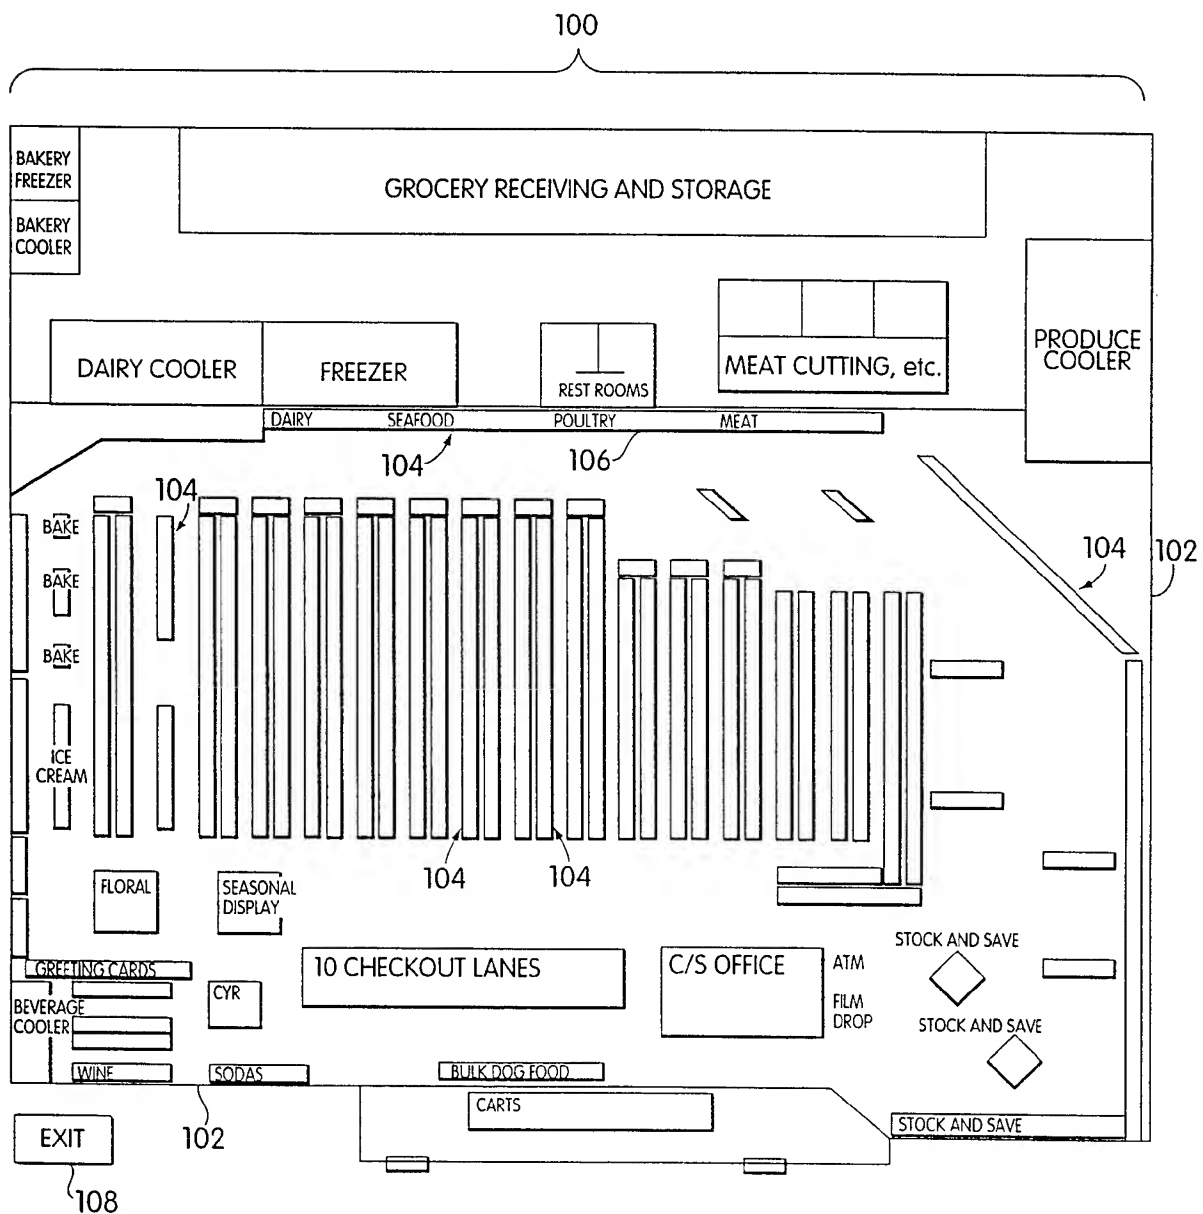 100
BAKERY
FREEZER
GROCERY RECEIVING AND STORAGE
BAKERY
COOLER
PRODUCE
COOLER
DAIRY COOLER
FREEZER
REST ROOMS
MEAT CUTTING, etc.
DAIRY SEAFOOD POULTRY MEAT
104
106
104
BAKE
104
102
BAKE
BAKE
ICE
CREAM
104
104
FLORAL
SEASONAL
DISPLAY
STOCK AND SAVE
GREETING CARDS
10 CHECKOUT LANES
C/S OFFICE
ATM
CYR
FILM
DROP
BEVERAGE
COOLER
STOCK AND SAVE
WINE
SODAS
BULK DOG FOOD
CARTS
STOCK AND SAVE
EXIT
102
108